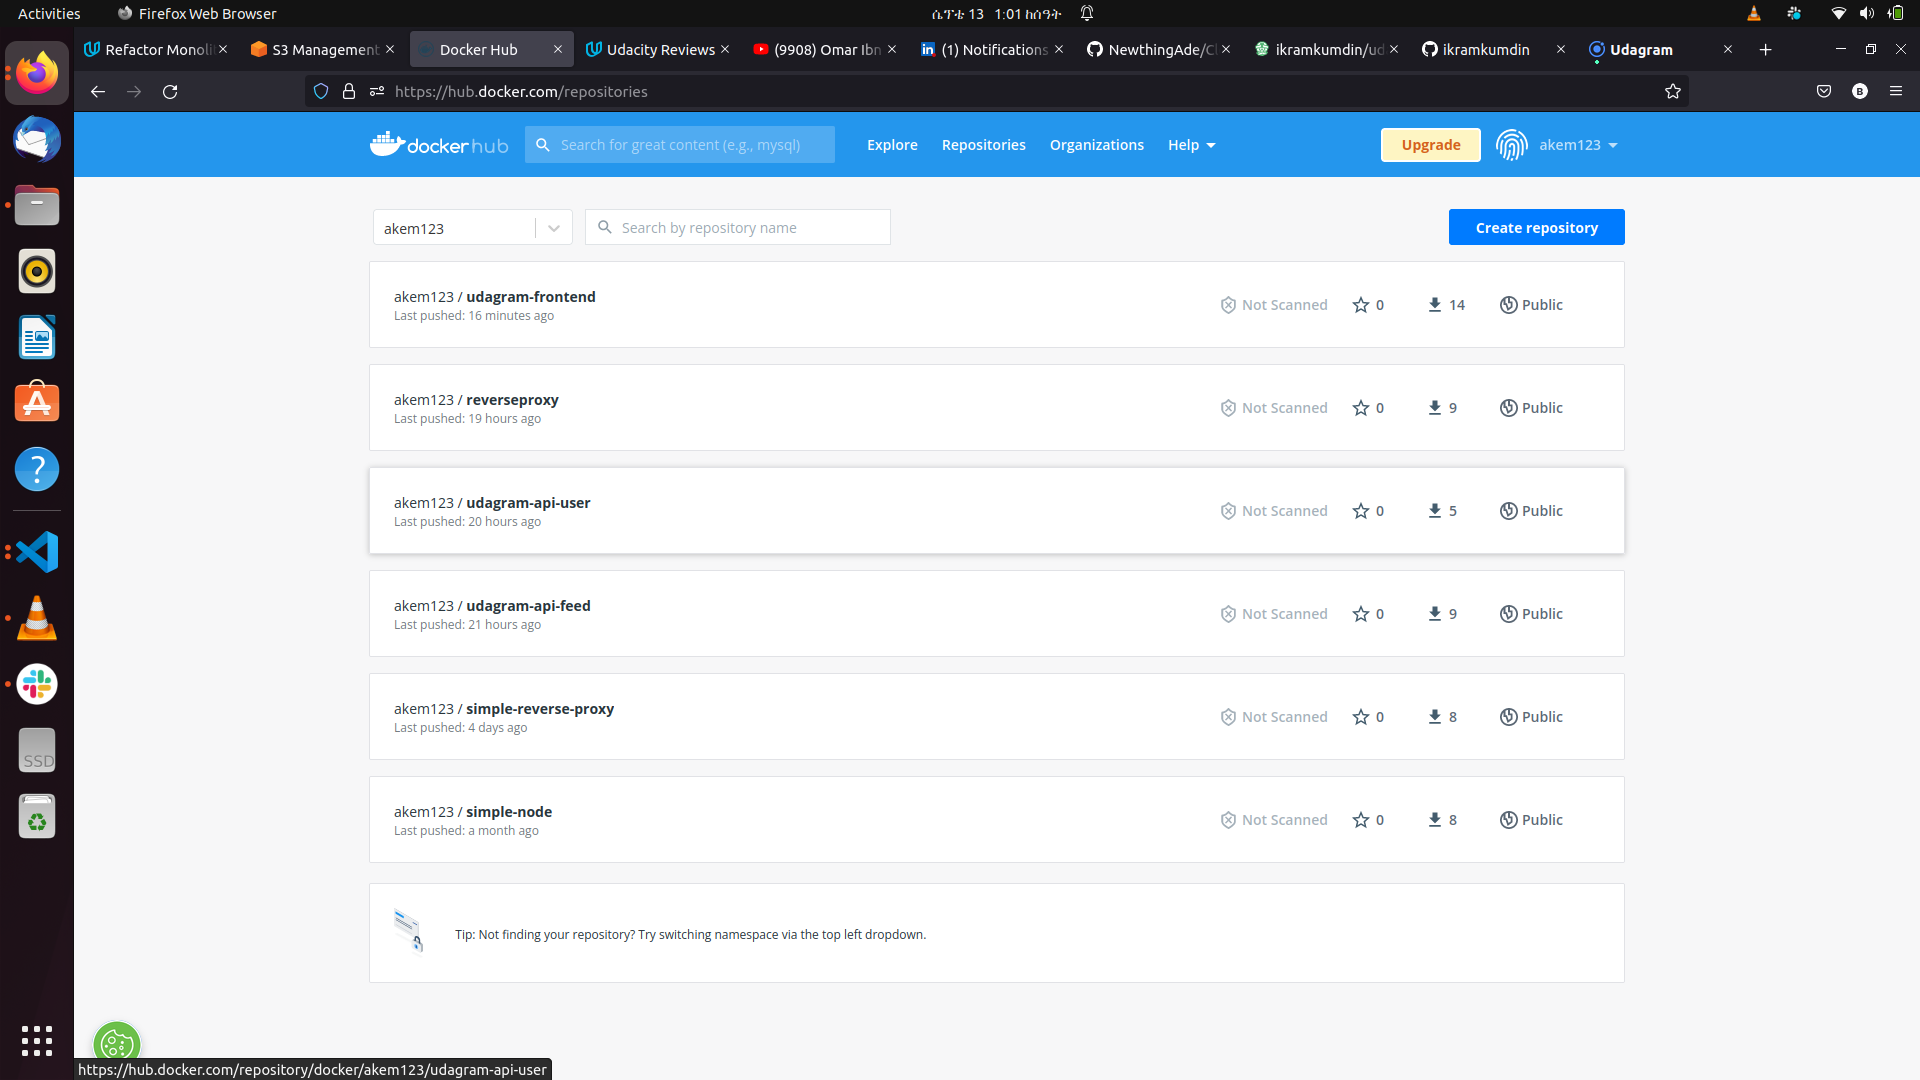 Activities Firefox Web Browser ሴፕቴ 13 1:01 ከሰዓት
Refactor Monoli S3 Management Docker Hub Udacity Reviews (9908) Omar Ibn (1) Notifications NewthingAde/Cl ikramkumdin/ud ikramkumdin Udagram
https://hub.docker.com/repositories B
dockerhub Search for great content (e.g., mysql) Explore Repositories Organizations Help Upgrade akem123
akem123 Search by repository name Create repository
akem123 / udagram-frontend
Last pushed: 16 minutes ago
Not Scanned 0 14 Public
akem123 / reverseproxy
Last pushed: 19 hours ago
Not Scanned 0 9 Public
akem123 / udagram-api-user
Last pushed: 20 hours ago
Not Scanned 0 5 Public
akem123 / udagram-api-feed
Last pushed: 21 hours ago
Not Scanned 0 9 Public
akem123 / simple-reverse-proxy
Last pushed: 4 days ago
Not Scanned 0 8 Public
akem123 / simple-node
Last pushed: a month ago
Not Scanned 0 8 Public
Tip: Not finding your repository? Try switching namespace via the top left dropdown.
SSD
https://hub.docker.com/repository/docker/akem123/udagram-api-user